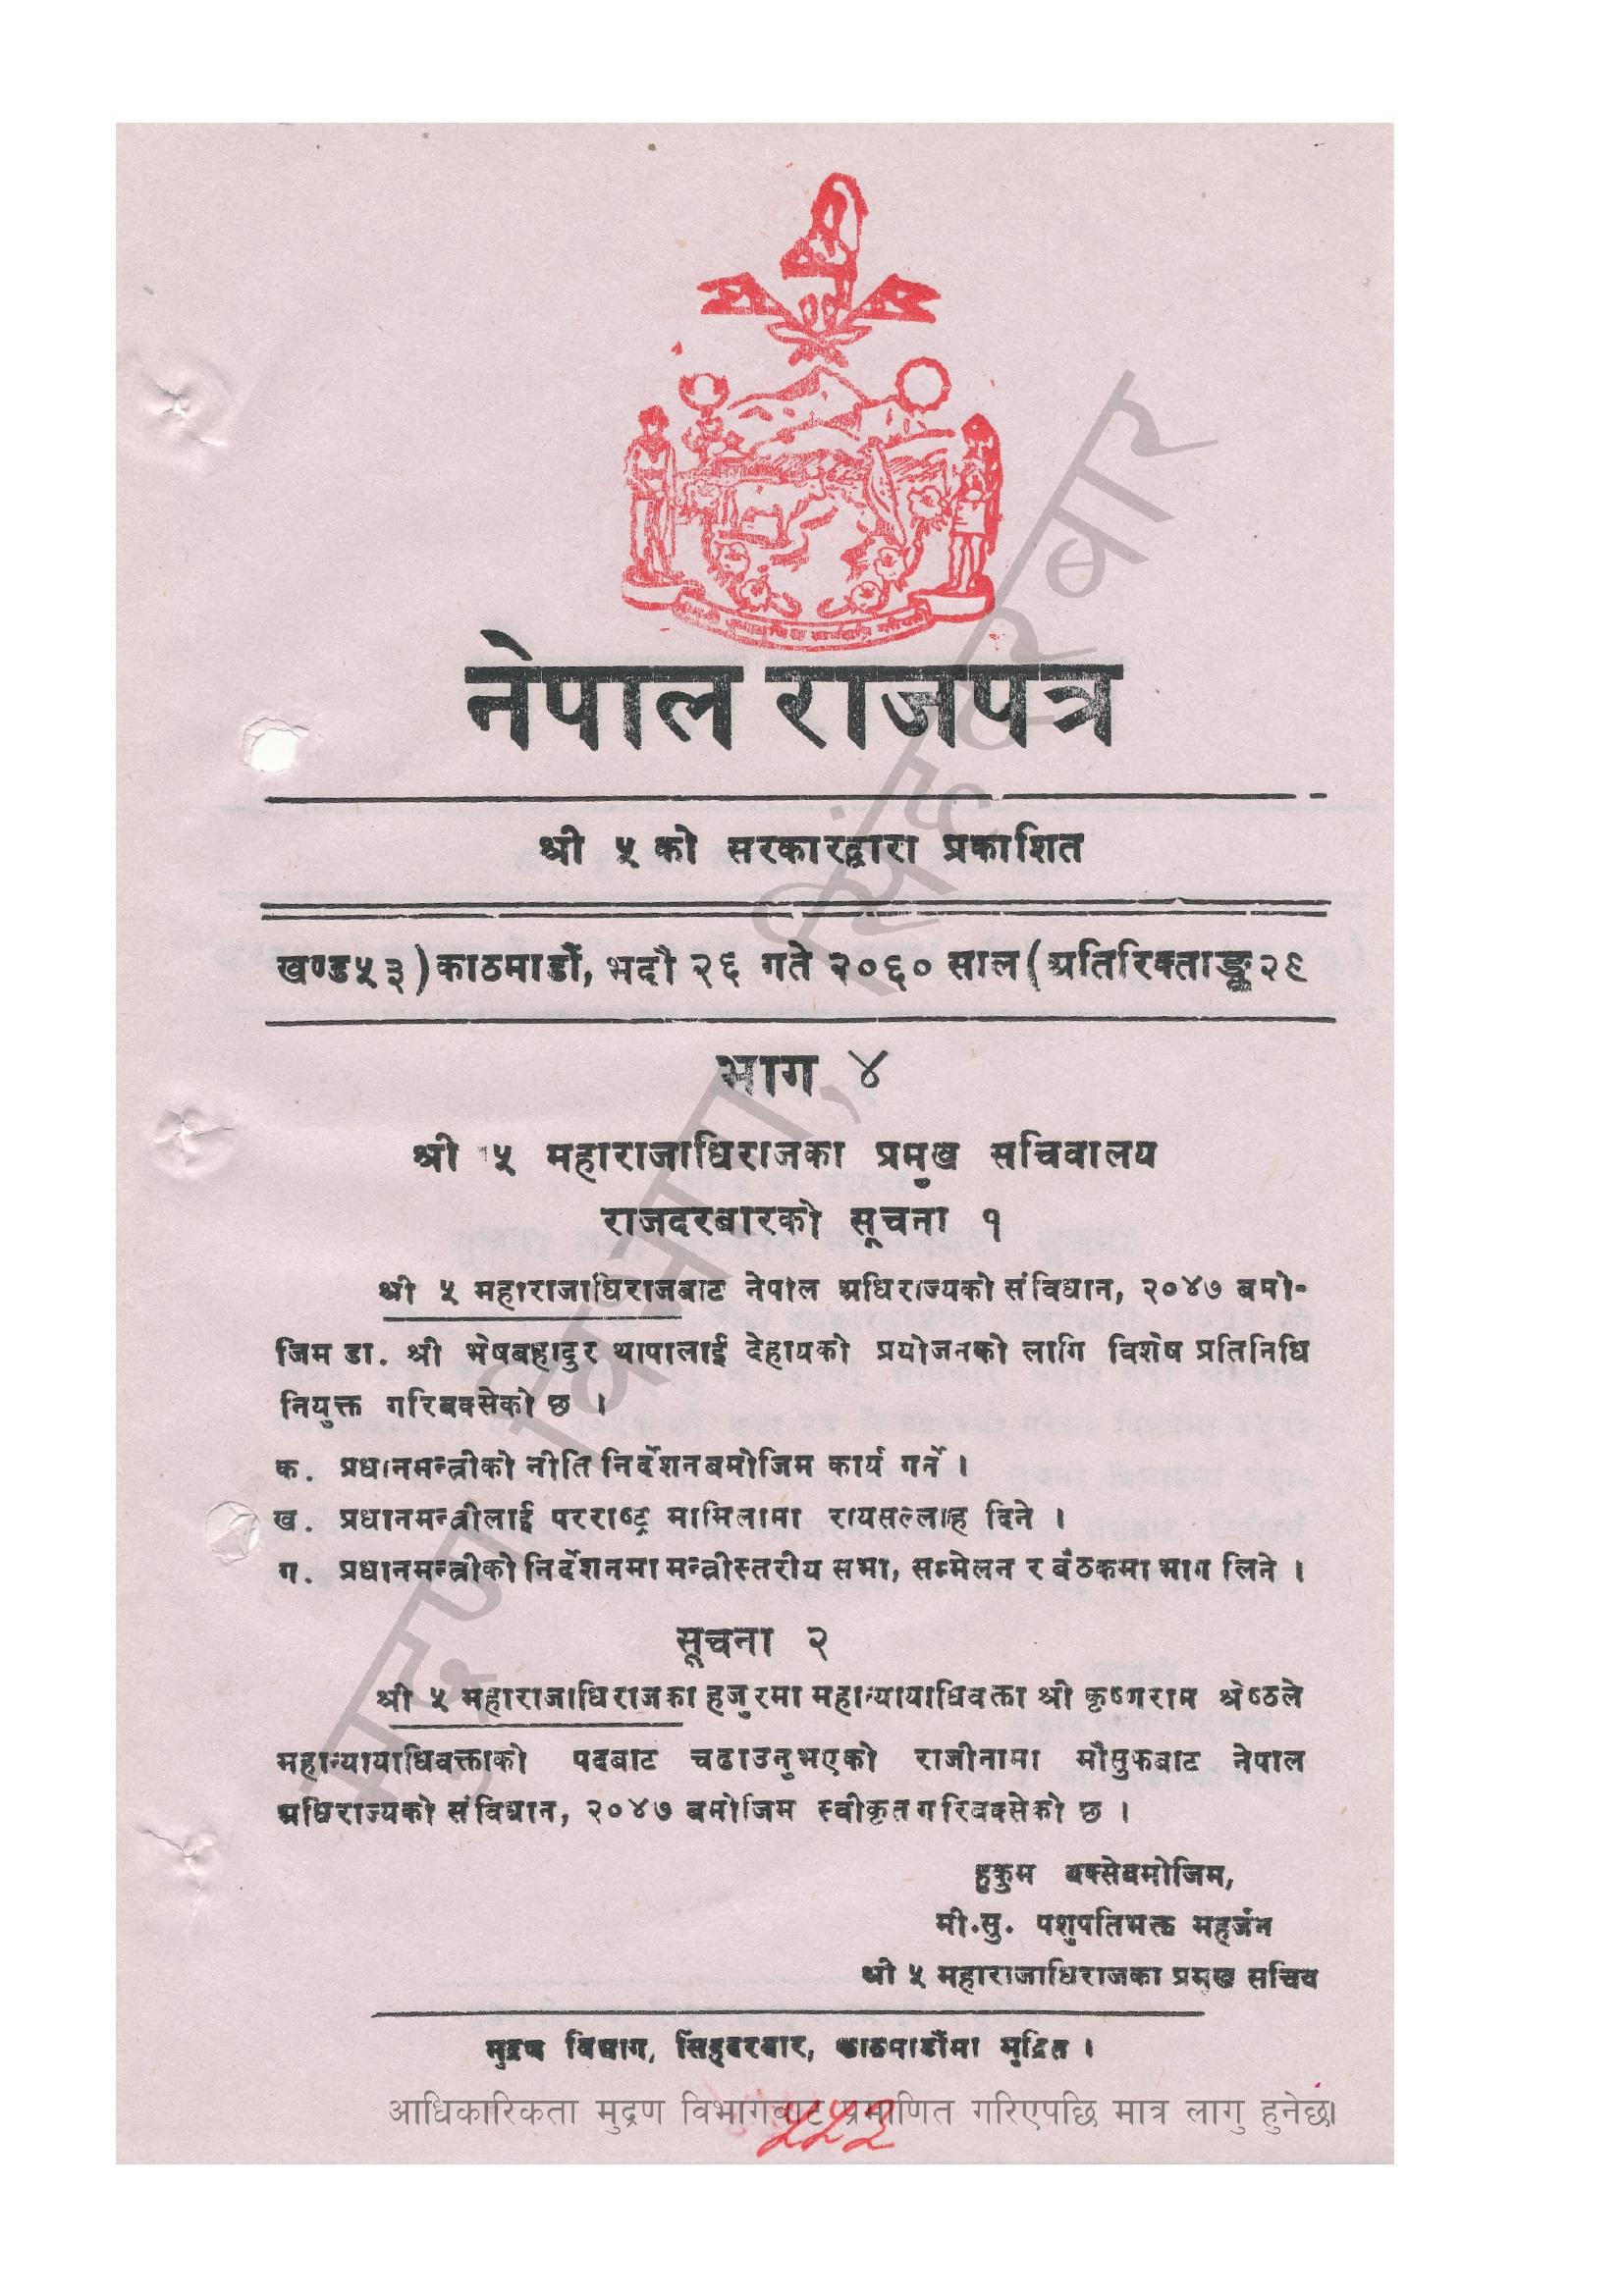 नेपाल राजपत्र
श्री ५ को सरकारद्वारा प्रकाशित
खण्ड ५३) काठमाडौं, भदौ २६ गते २०६० साल (अतिरिक्ताङ्क २९
भाग ४
श्री ५ महाराजाधिराजका प्रमुख सचिवालय
राजदरबारको सूचना १
श्री ५ महाराजाधिराजबाट नेपाल अधिराज्यको संविधान, २०४७ बमो-
जिम डा. श्री भेषबहादुर थापालाई देहायको प्रयोजनको लागि विशेष प्रतिनिधि
नियुक्त गरिबक्सेको छ ।
क. प्रधानमन्त्रीको नीति निर्देशनबमोजिम कार्य गर्ने ।
ख. प्रधानमन्त्रीलाई परराष्ट्र मामिलामा रायसल्लाह दिने ।
ग. प्रधानमन्त्रीको निर्देशनमा मन्त्रीस्तरीय सभा, सम्मेलन र बैठकमा भाग लिने ।
सूचना २
श्री ५ महाराजाधिराजका हजुरमा महान्यायाधिवक्ता श्री कृष्णराम श्रेष्ठले
महान्यायाधिवक्ताको पदबाट चढाउनुभएको राजीनामा मौसुफबाट नेपाल
अधिराज्यको संविधान, २०४७ बमोजिम स्वीकृत गरिबक्सेको छ ।
हुकुम बक्सेबमोजिम,
मी.सु. पशुपतिभक्त महर्जन
श्री ५ महाराजाधिराजका प्रमुख सचिव
मुद्रण विभाग, सिंहदरबार, काठमाडौंमा मुद्रित ।
आधिकारिकता मुद्रण विभागबाट प्रमाणित गरिएपछि मात्र लागु हुनेछ।
मुद्रण विभाग, सिंहदरबार